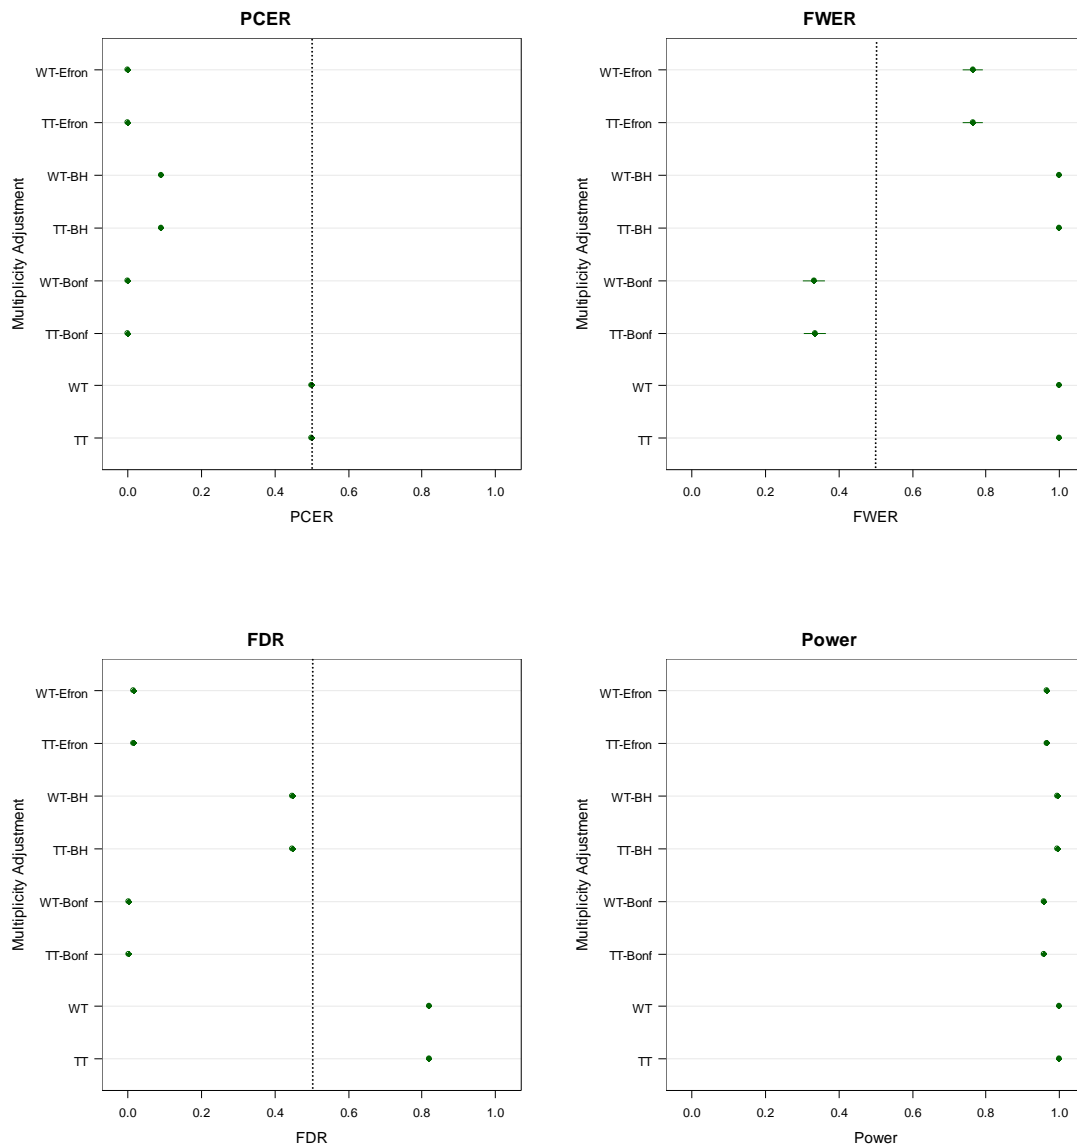 PCER
Multiplicity Adjustment
WT-Efron
TT-Efron
WT-BH
TT-BH
WT-Bonf
TT-Bonf
WT
TT
0.0 0.2 0.4 0.6 0.8 1.0
PCER
FWER
Multiplicity Adjustment
WT-Efron
TT-Efron
WT-BH
TT-BH
WT-Bonf
TT-Bonf
WT
TT
0.0 0.2 0.4 0.6 0.8 1.0
FWER
FDR
Multiplicity Adjustment
WT-Efron
TT-Efron
WT-BH
TT-BH
WT-Bonf
TT-Bonf
WT
TT
0.0 0.2 0.4 0.6 0.8 1.0
FDR
Power
Multiplicity Adjustment
WT-Efron
TT-Efron
WT-BH
TT-BH
WT-Bonf
TT-Bonf
WT
TT
0.0 0.2 0.4 0.6 0.8 1.0
Power